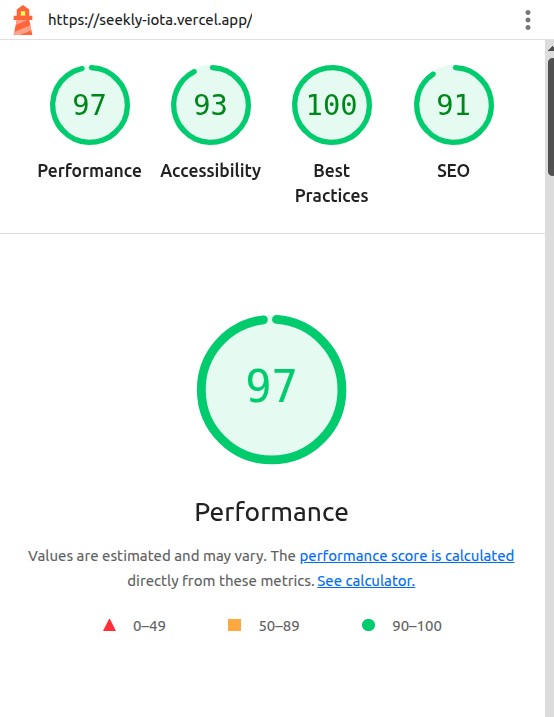 https://seekly-iota.vercel.app/
97
93
100
91
Performance
Accessibility
Best
Practices
SEO
97
Performance
Values are estimated and may vary. The performance score is calculated
directly from these metrics. See calculator.
0–49
50–89
90–100